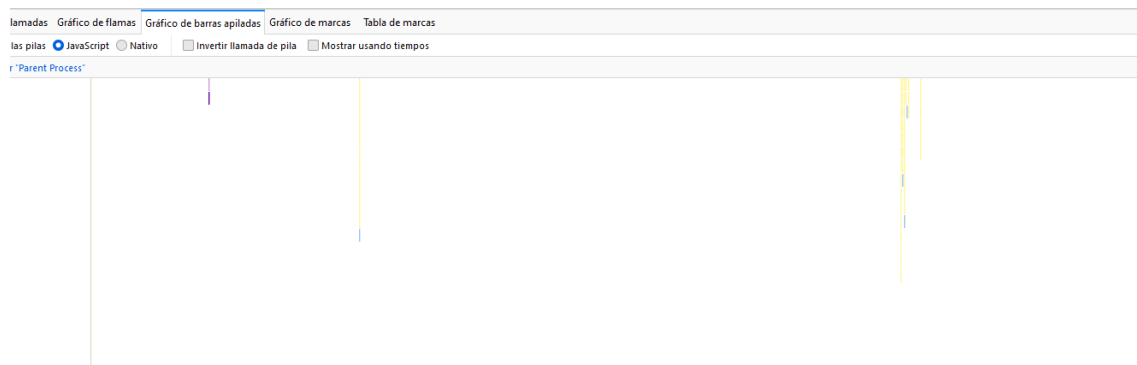 lamadas Gráfico de flamas Gráfico de barras apiladas Gráfico de marcas Tabla de marcas
las pilas JavaScript Nativo Invertir llamada de pila Mostrar usando tiempos
r "Parent Process"